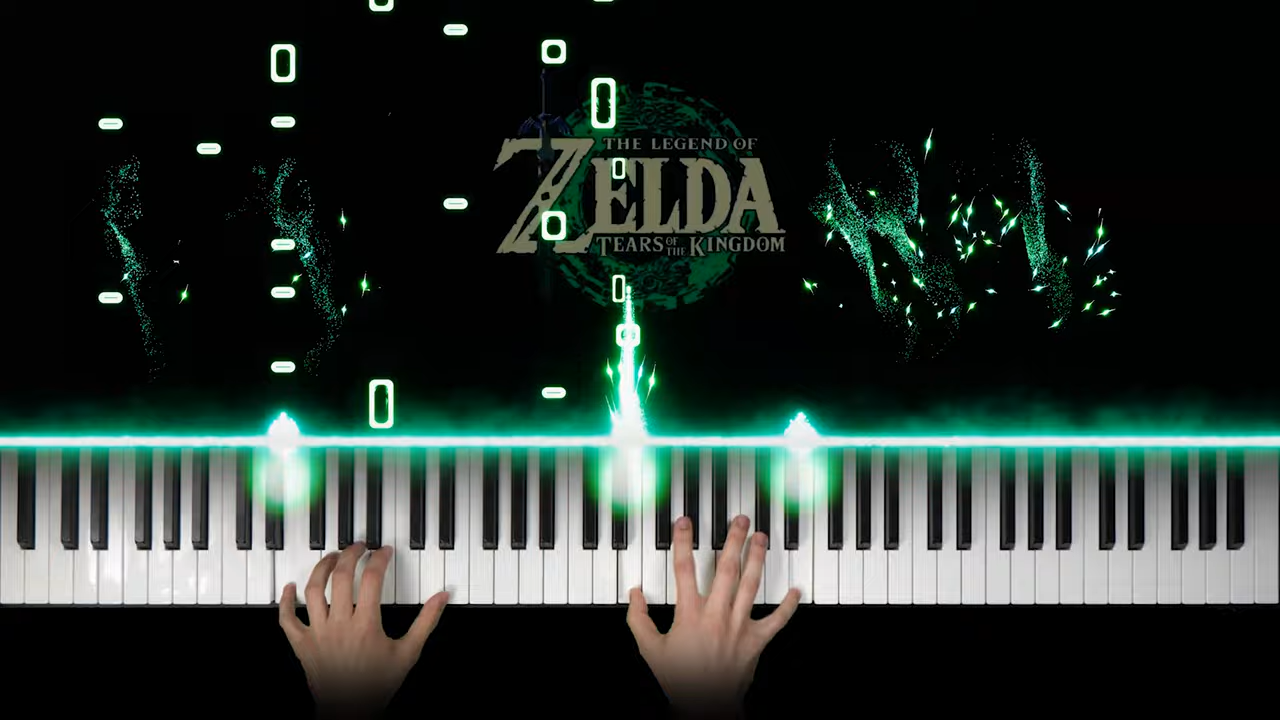 THE LEGEND OF
ZELDA
TEARS OF THE KINGDOM